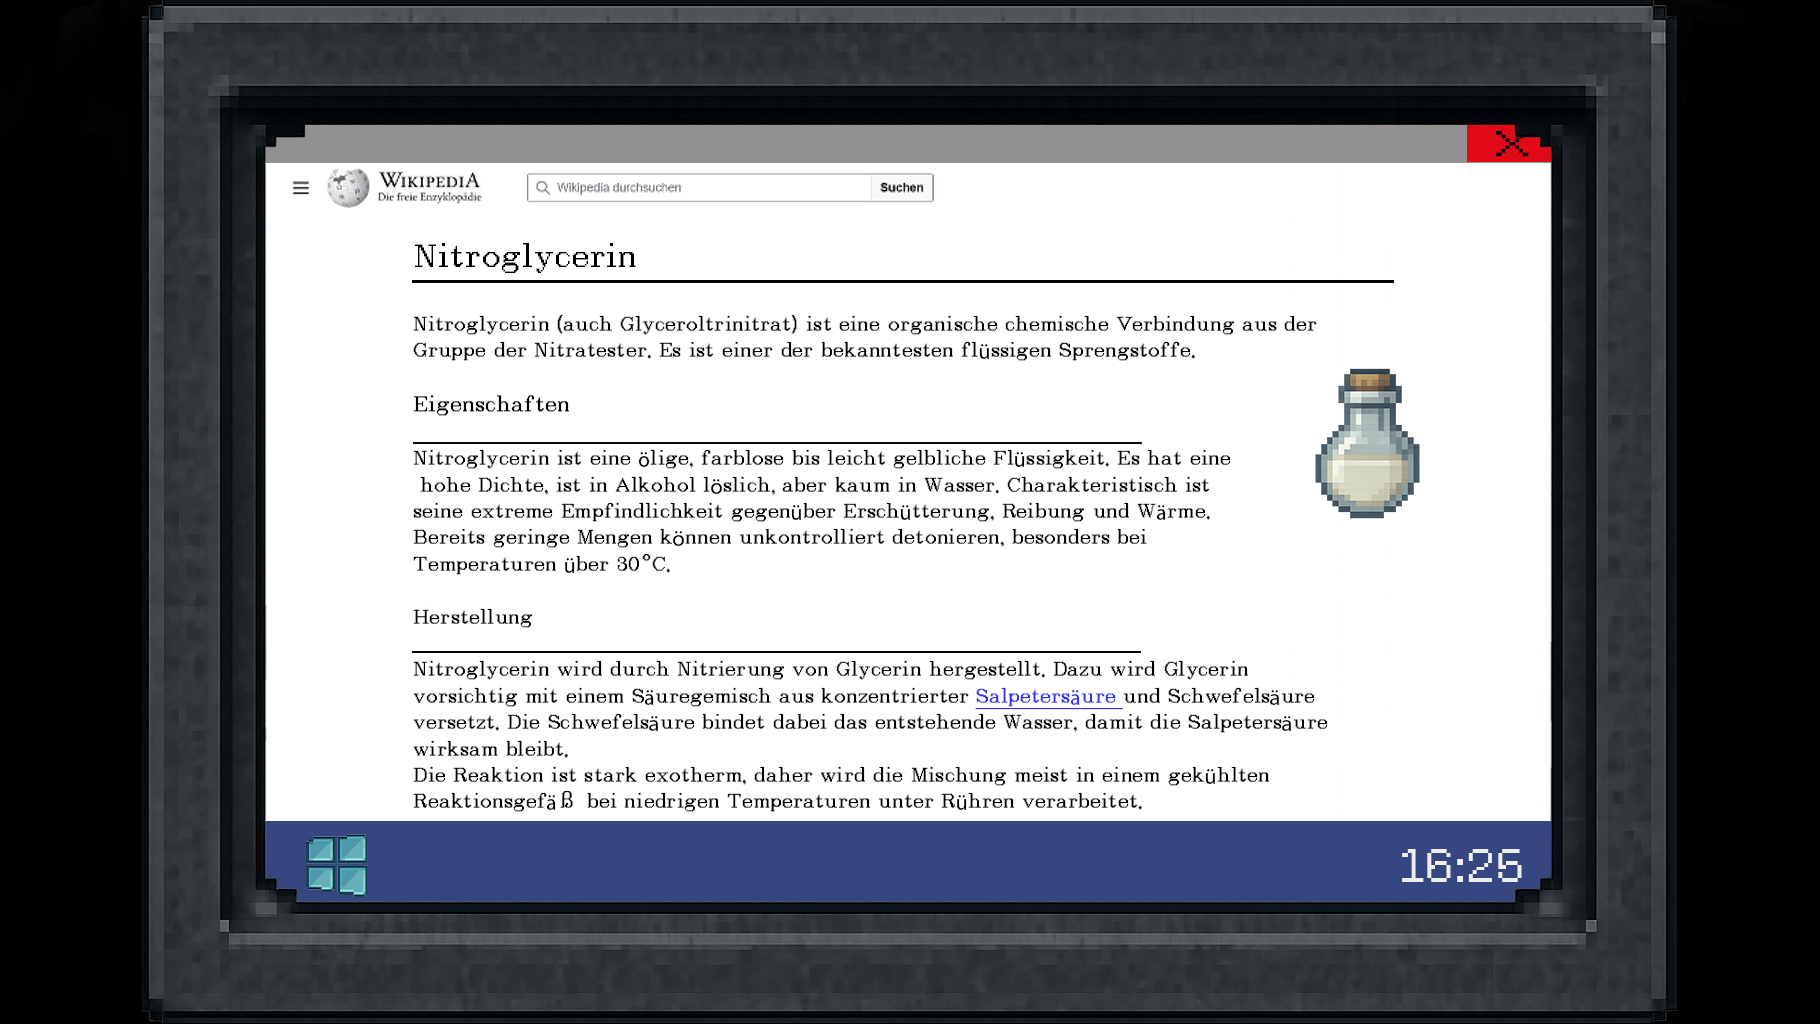 WIKIPEDIA
Die freie Enzyklopädie
Wikipedia durchsuchen
Suchen
Nitroglycerin
Nitroglycerin (auch Glyceroltrinitrat) ist eine organische chemische Verbindung aus der
Gruppe der Nitratester. Es ist einer der bekanntesten flüssigen Sprengstoffe.
Eigenschaften
Nitroglycerin ist eine ölige, farblose bis leicht gelbliche Flüssigkeit. Es hat eine
hohe Dichte, ist in Alkohol löslich, aber kaum in Wasser. Charakteristisch ist
seine extreme Empfindlichkeit gegenüber Erschütterung, Reibung und Wärme.
Bereits geringe Mengen können unkontrolliert detonieren, besonders bei
Temperaturen über 30°C.
Herstellung
Nitroglycerin wird durch Nitrierung von Glycerin hergestellt. Dazu wird Glycerin
vorsichtig mit einem Säuregemisch aus konzentrierter Salpetersäure und Schwefelsäure
versetzt. Die Schwefelsäure bindet dabei das entstehende Wasser, damit die Salpetersäure
wirksam bleibt.
Die Reaktion ist stark exotherm, daher wird die Mischung meist in einem gekühlten
Reaktionsgefäß bei niedrigen Temperaturen unter Rühren verarbeitet.
16:25